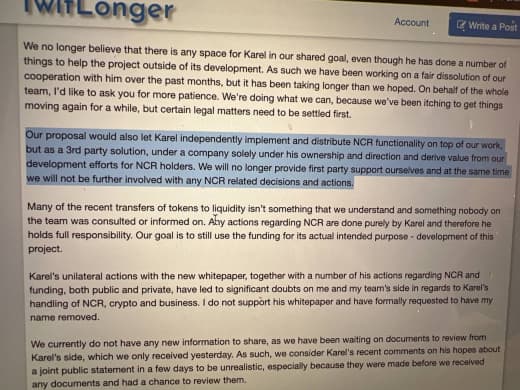 TwitLonger
Account
Write a Post
We no longer believe that there is any space for Karel in our shared goal, even though he has done a number of
things to help the project outside of its development. As such we have been working on a fair dissolution of our
cooperation with him over the past months, but it has been taking longer than we hoped. On behalf of the whole
team, I'd like to ask you for more patience. We're doing what we can, because we've been itching to get things
moving again for a while, but certain legal matters need to be settled first.
Our proposal would also let Karel independently implement and distribute NCR functionality on top of our work,
but as a 3rd party solution, under a company solely under his ownership and direction and derive value from our
development efforts for NCR holders. We will no longer provide first party support ourselves and at the same time
we will not be further involved with any NCR related decisions and actions.
Many of the recent transfers of tokens to liquidity isn't something that we understand and something nobody on
the team was consulted or informed on. Any actions regarding NCR are done purely by Karel and therefore he
holds full responsibility. Our goal is to still use the funding for its actual intended purpose - development of this
project.
Karel's unilateral actions with the new whitepaper, together with a number of his actions regarding NCR and
funding, both public and private, have led to significant doubts on me and my team's side in regards to Karel's
handling of NCR, crypto and business. I do not support his whitepaper and have formally requested to have my
name removed.
We currently do not have any new information to share, as we have been waiting on documents to review from
Karel's side, which we only received yesterday. As such, we consider Karel's recent comments on his hopes about
a joint public statement in a few days to be unrealistic, especially because they were made before we received
any documents and had a chance to review them.